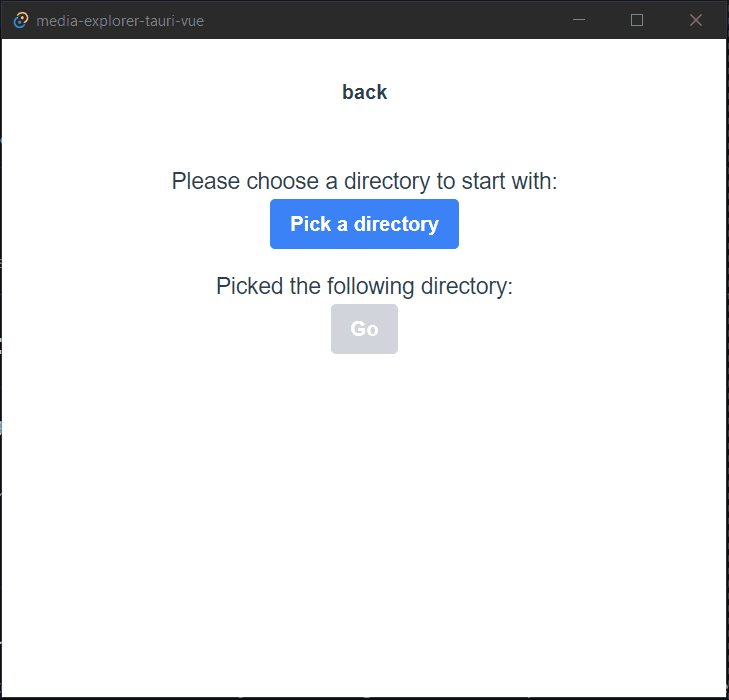 media-explorer-tauri-vue
back
Please choose a directory to start with:
Pick a directory
Picked the following directory:
Go